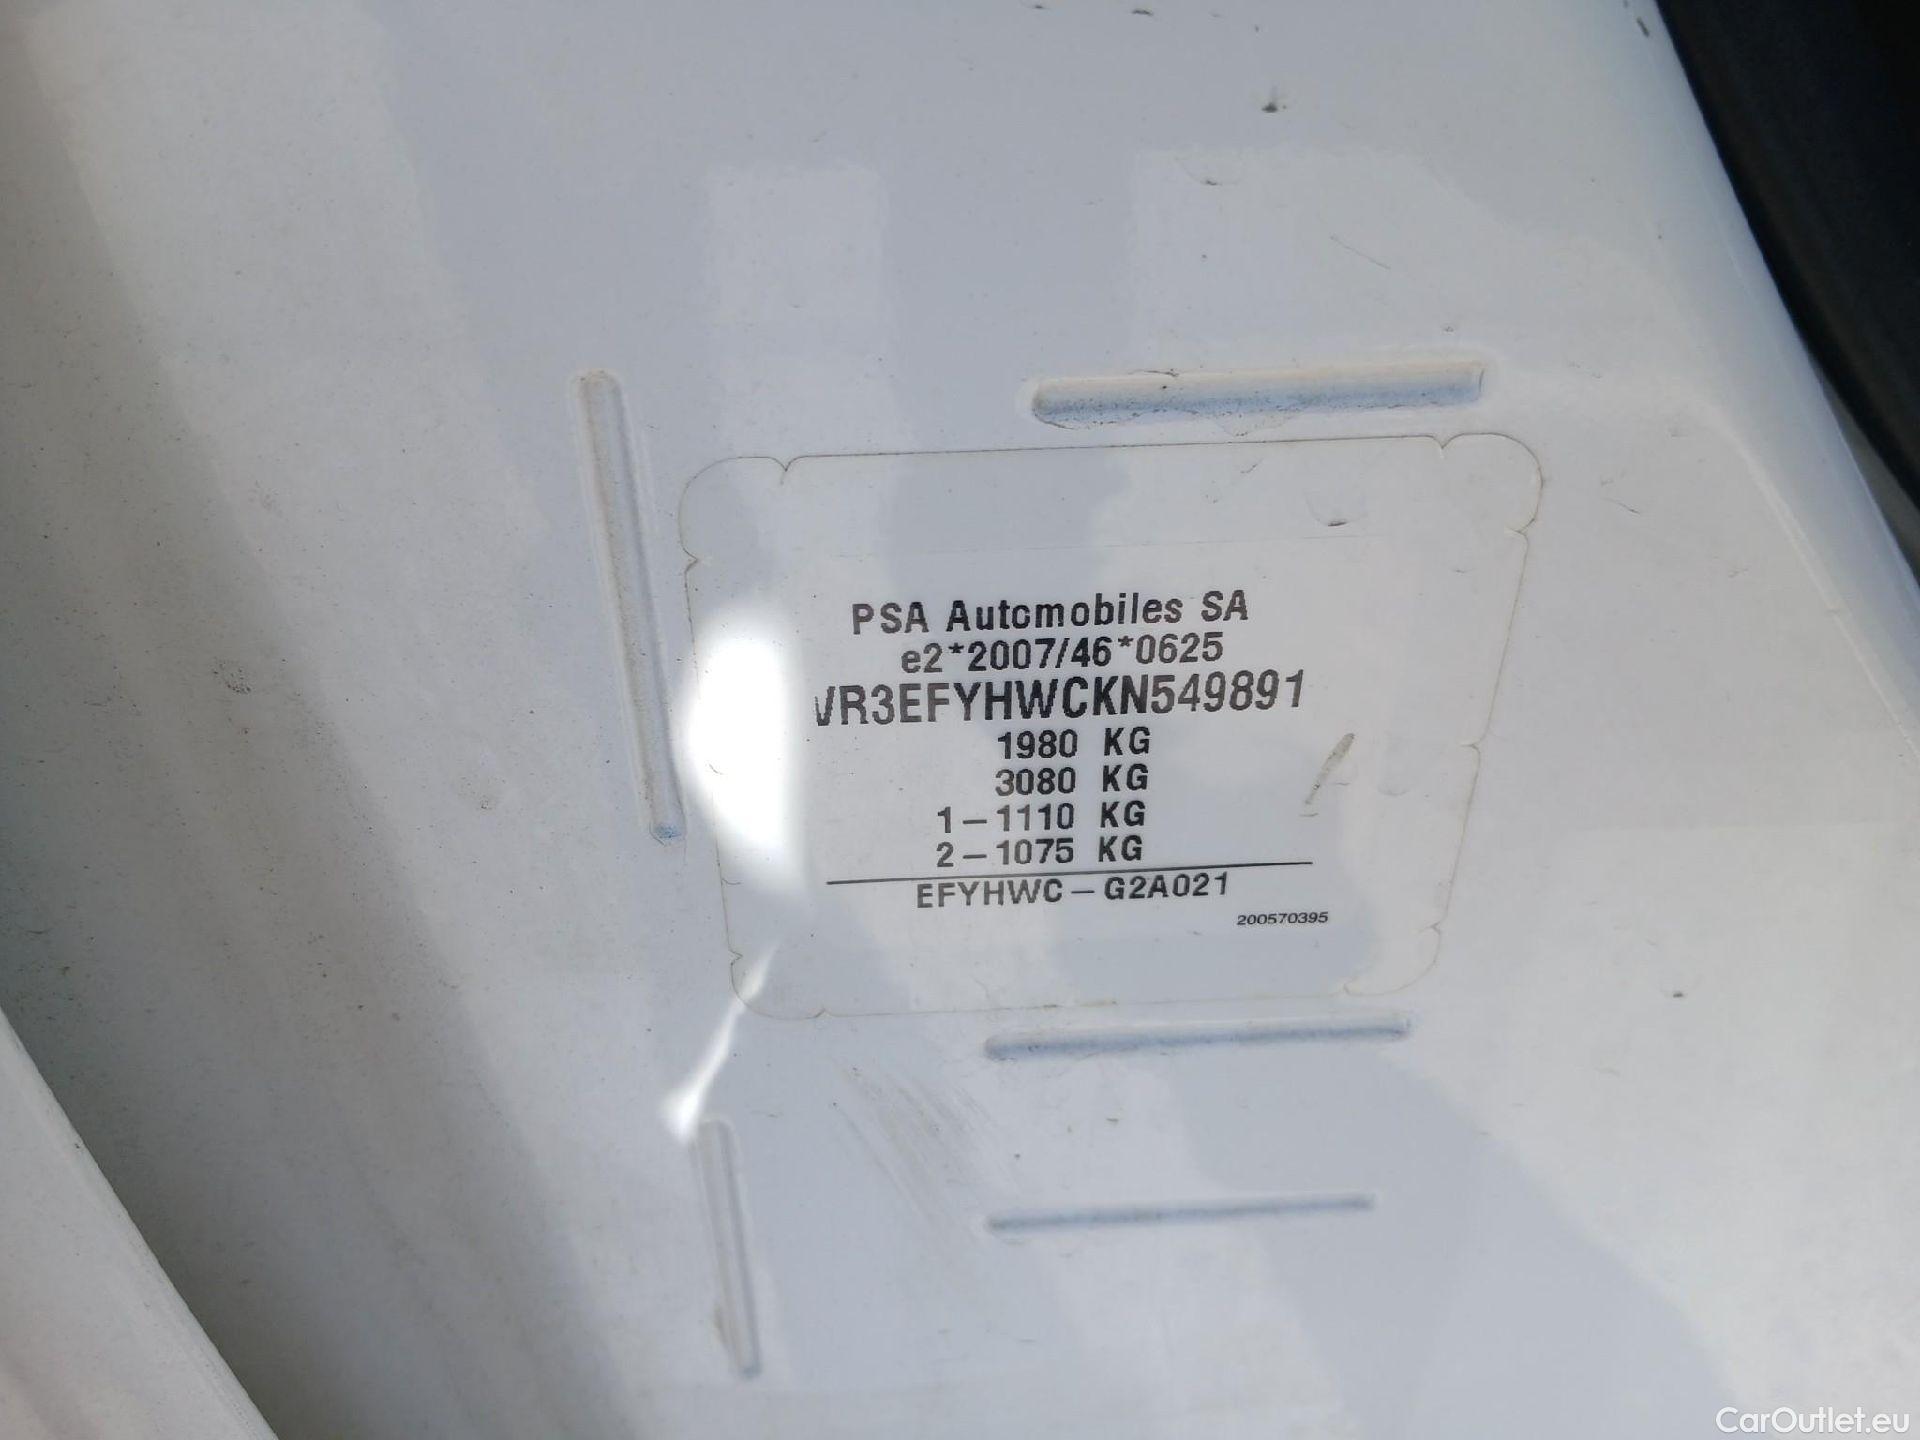 PSA Automobiles SA
e2*2007/46*0625
VR3EFYHWCKN549891
1980 KG
3080 KG
1-1110 KG
2-1075 KG
EFYHWC-G2A021
200570395
CarOutlet.eu